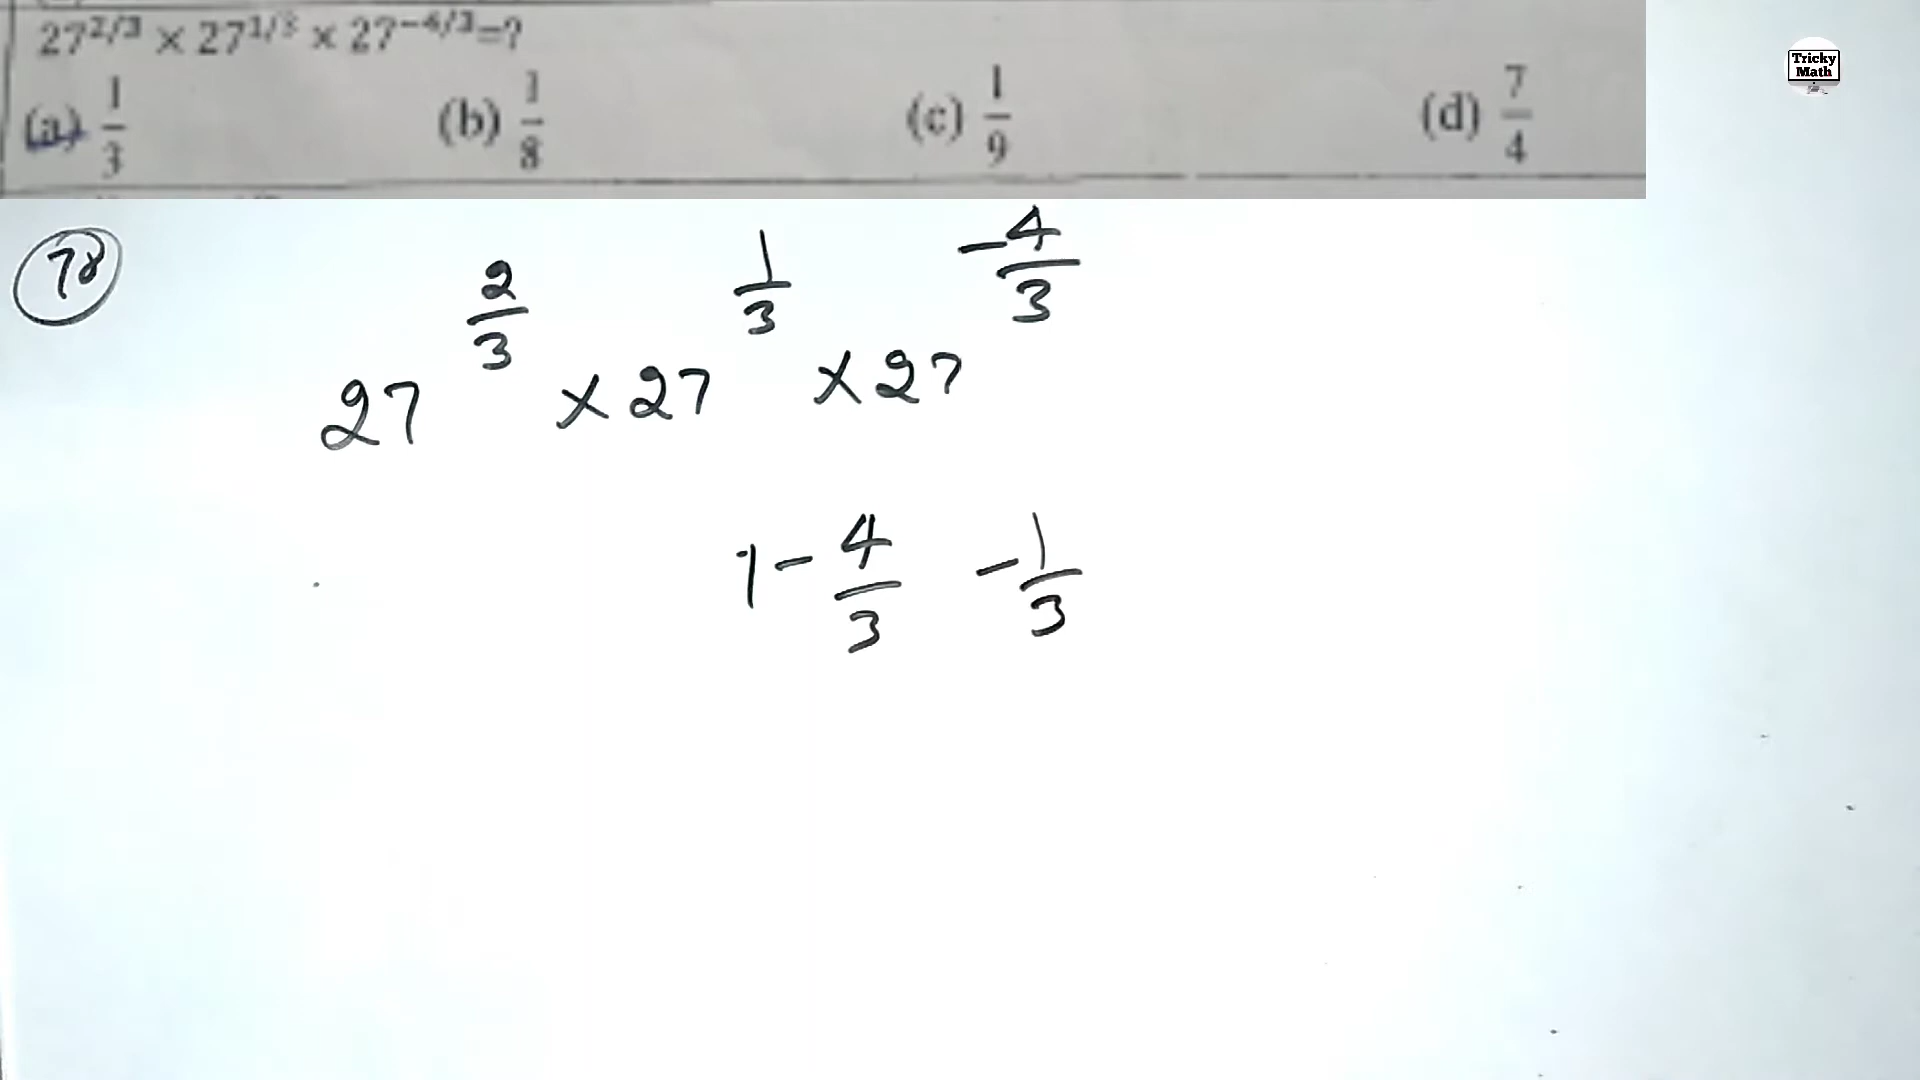 27^{2/3} × 27^{1/3} × 27^{-4/3}=?
(a) 1/3 (b) 1/8 (c) 1/9 (d) 7/4
Tricky
Math
78
27^{2/3} × 27^{1/3} × 27^{-4/3}
1 - 4/3 - 1/3